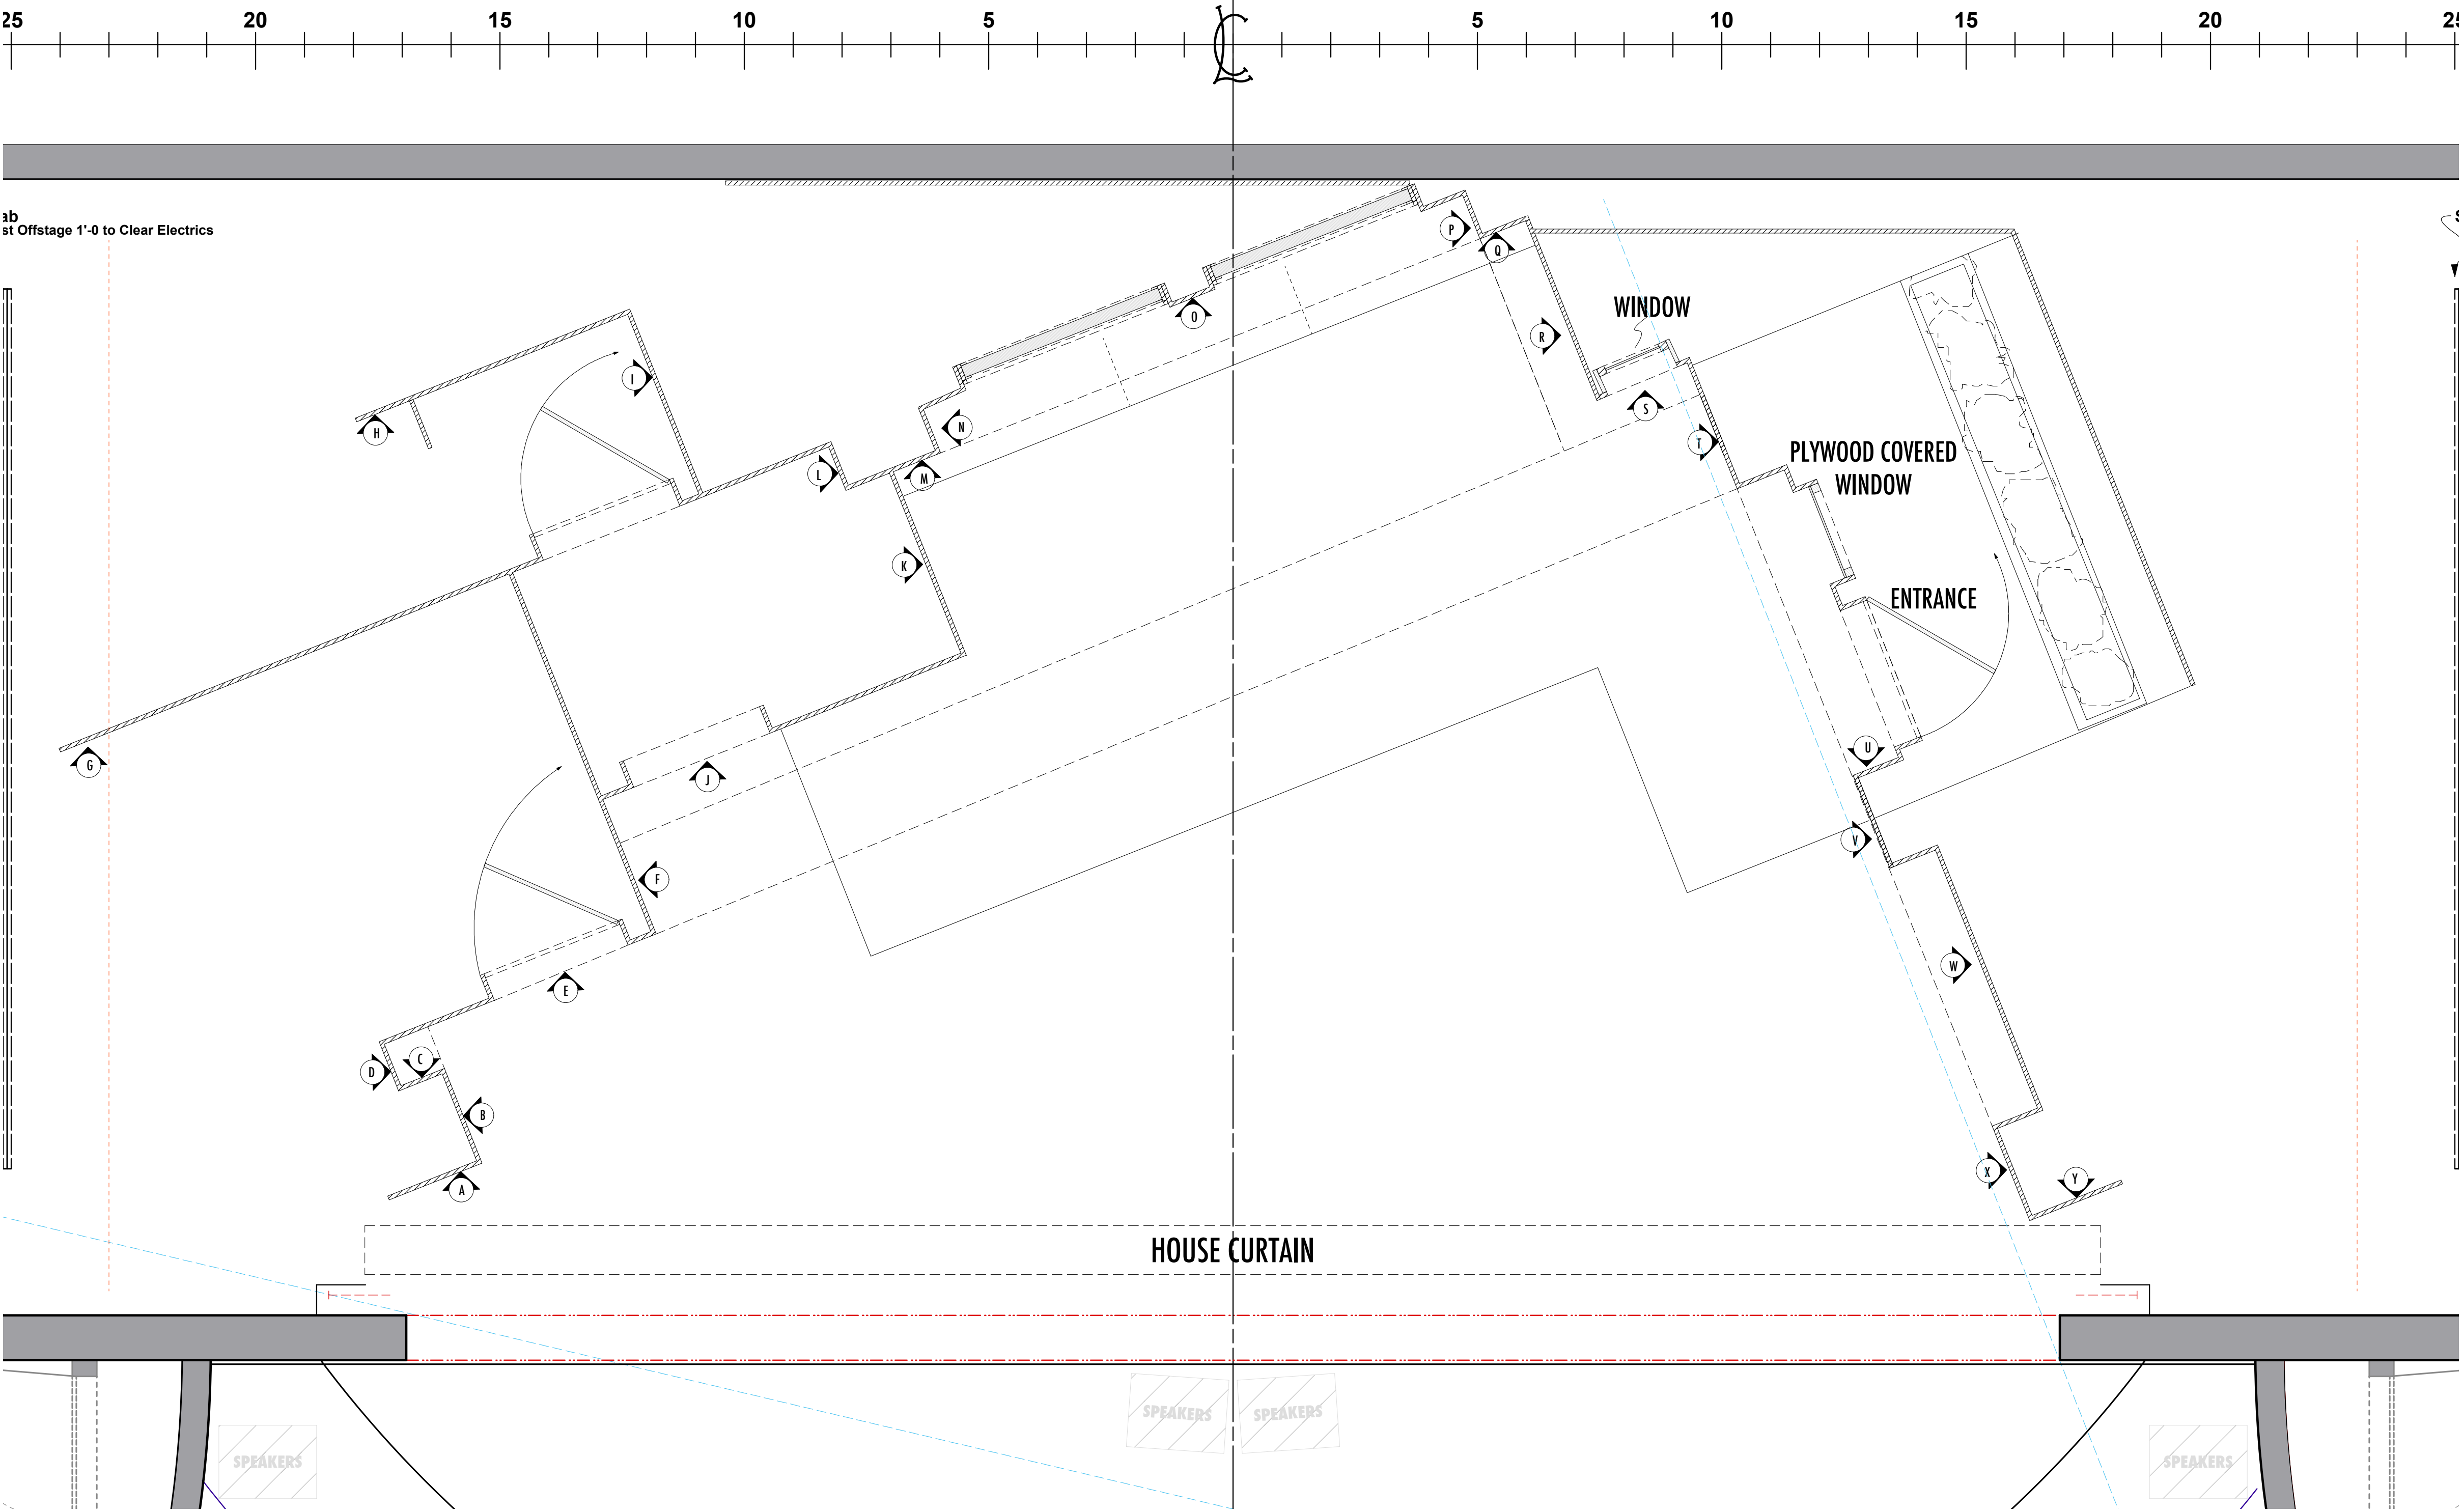 25 20 15 10 5 CL 5 10 15 20 25
ab
st Offstage 1'-0 to Clear Electrics
P
Q
WINDOW
O
R
I
H
S
N
T
L
M
PLYWOOD COVERED
WINDOW
K
ENTRANCE
U
G
J
V
F
W
E
C
D
B
X
Y
A
HOUSE CURTAIN
SPEAKERS
SPEAKERS
SPEAKERS
SPEAKERS